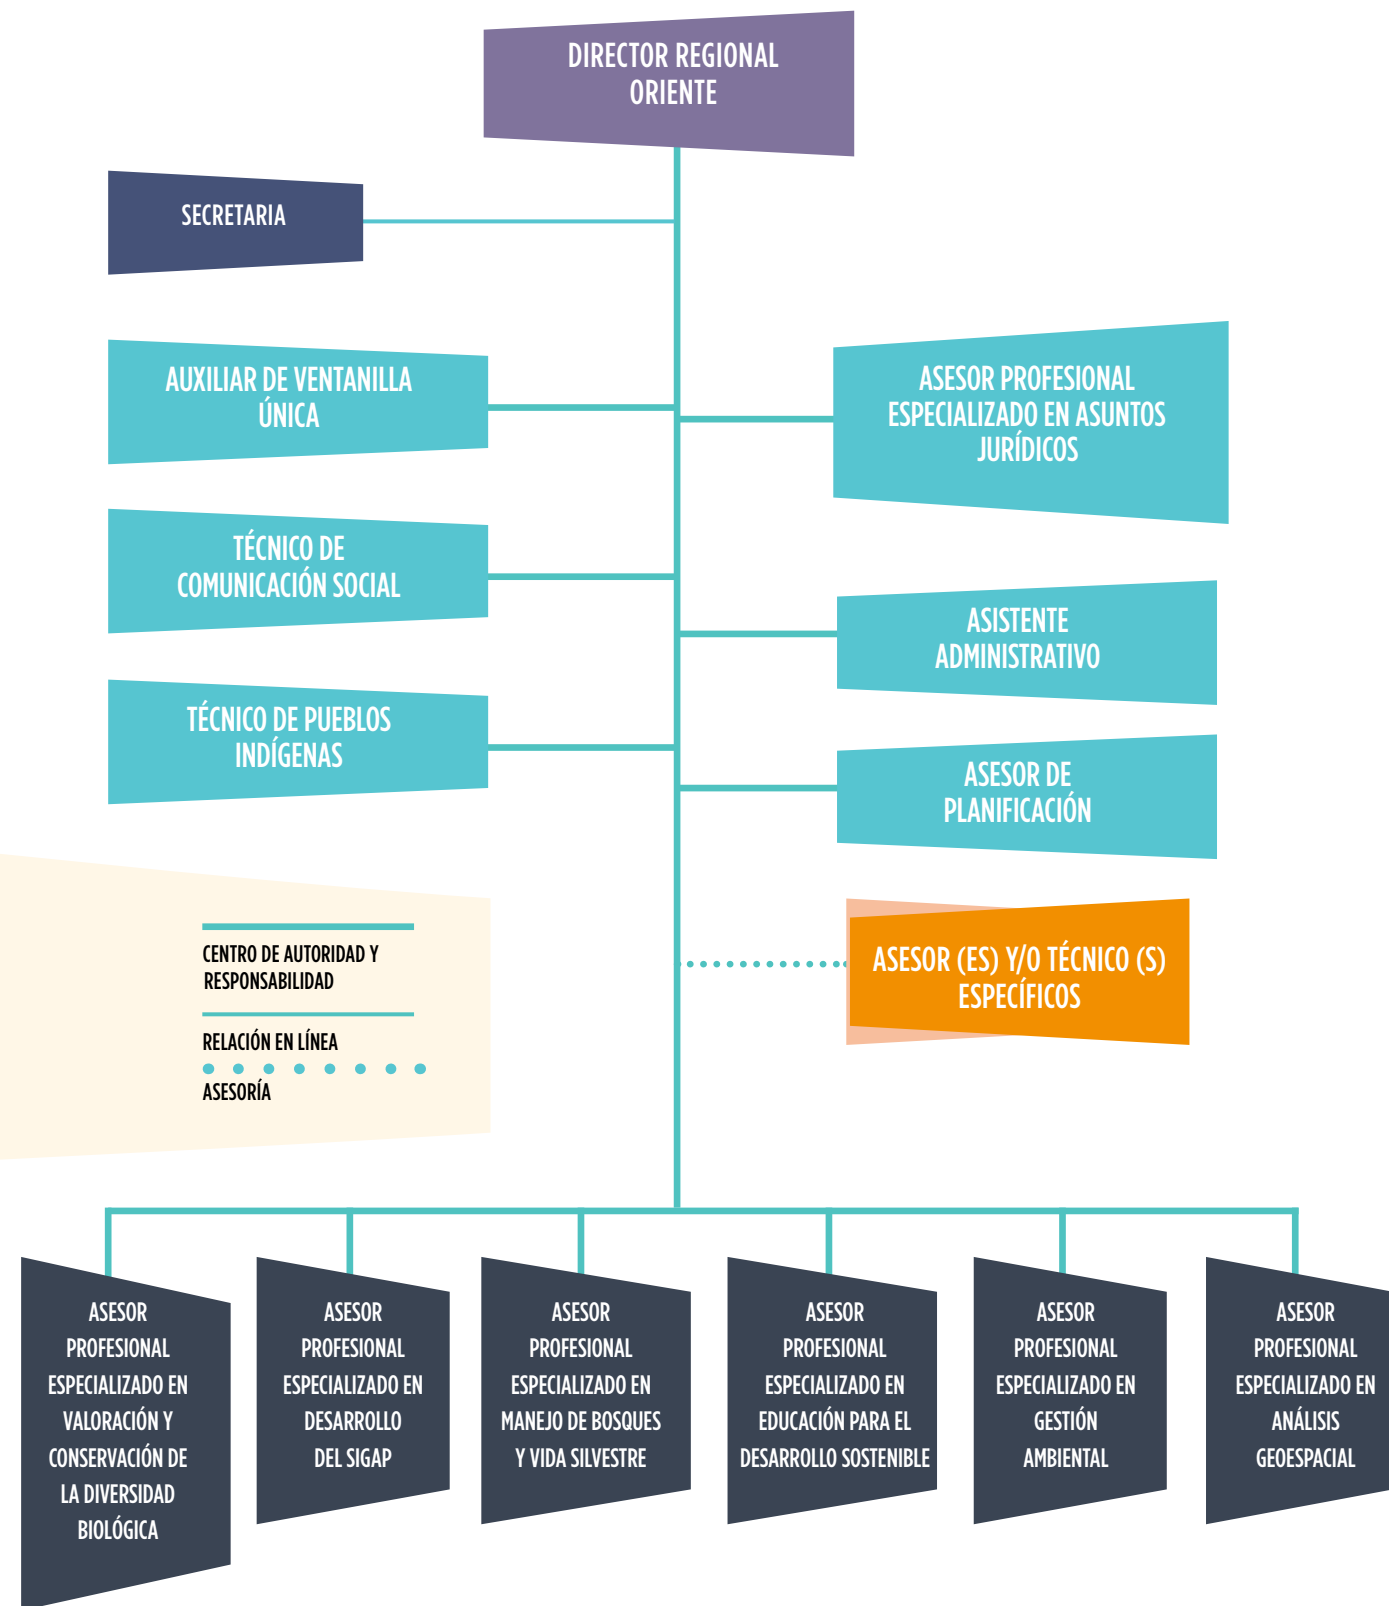 DIRECTOR REGIONAL
ORIENTE
SECRETARIA
AUXILIAR DE VENTANILLA
ÚNICA
ASESOR PROFESIONAL
ESPECIALIZADO EN ASUNTOS
JURÍDICOS
TÉCNICO DE
COMUNICACIÓN SOCIAL
ASISTENTE
ADMINISTRATIVO
TÉCNICO DE PUEBLOS
INDÍGENAS
ASESOR DE
PLANIFICACIÓN
CENTRO DE AUTORIDAD Y
RESPONSABILIDAD
RELACIÓN EN LÍNEA
ASESORÍA
ASESOR (ES) Y/O TÉCNICO (S)
ESPECÍFICOS
ASESOR
PROFESIONAL
ESPECIALIZADO EN
VALORACIÓN Y
CONSERVACIÓN DE
LA DIVERSIDAD
BIOLÓGICA
ASESOR
PROFESIONAL
ESPECIALIZADO EN
DESARROLLO
DEL SIGAP
ASESOR
PROFESIONAL
ESPECIALIZADO EN
MANEJO DE BOSQUES
Y VIDA SILVESTRE
ASESOR
PROFESIONAL
ESPECIALIZADO EN
EDUCACIÓN PARA EL
DESARROLLO SOSTENIBLE
ASESOR
PROFESIONAL
ESPECIALIZADO EN
GESTIÓN
AMBIENTAL
ASESOR
PROFESIONAL
ESPECIALIZADO EN
ANÁLISIS
GEOESPACIAL